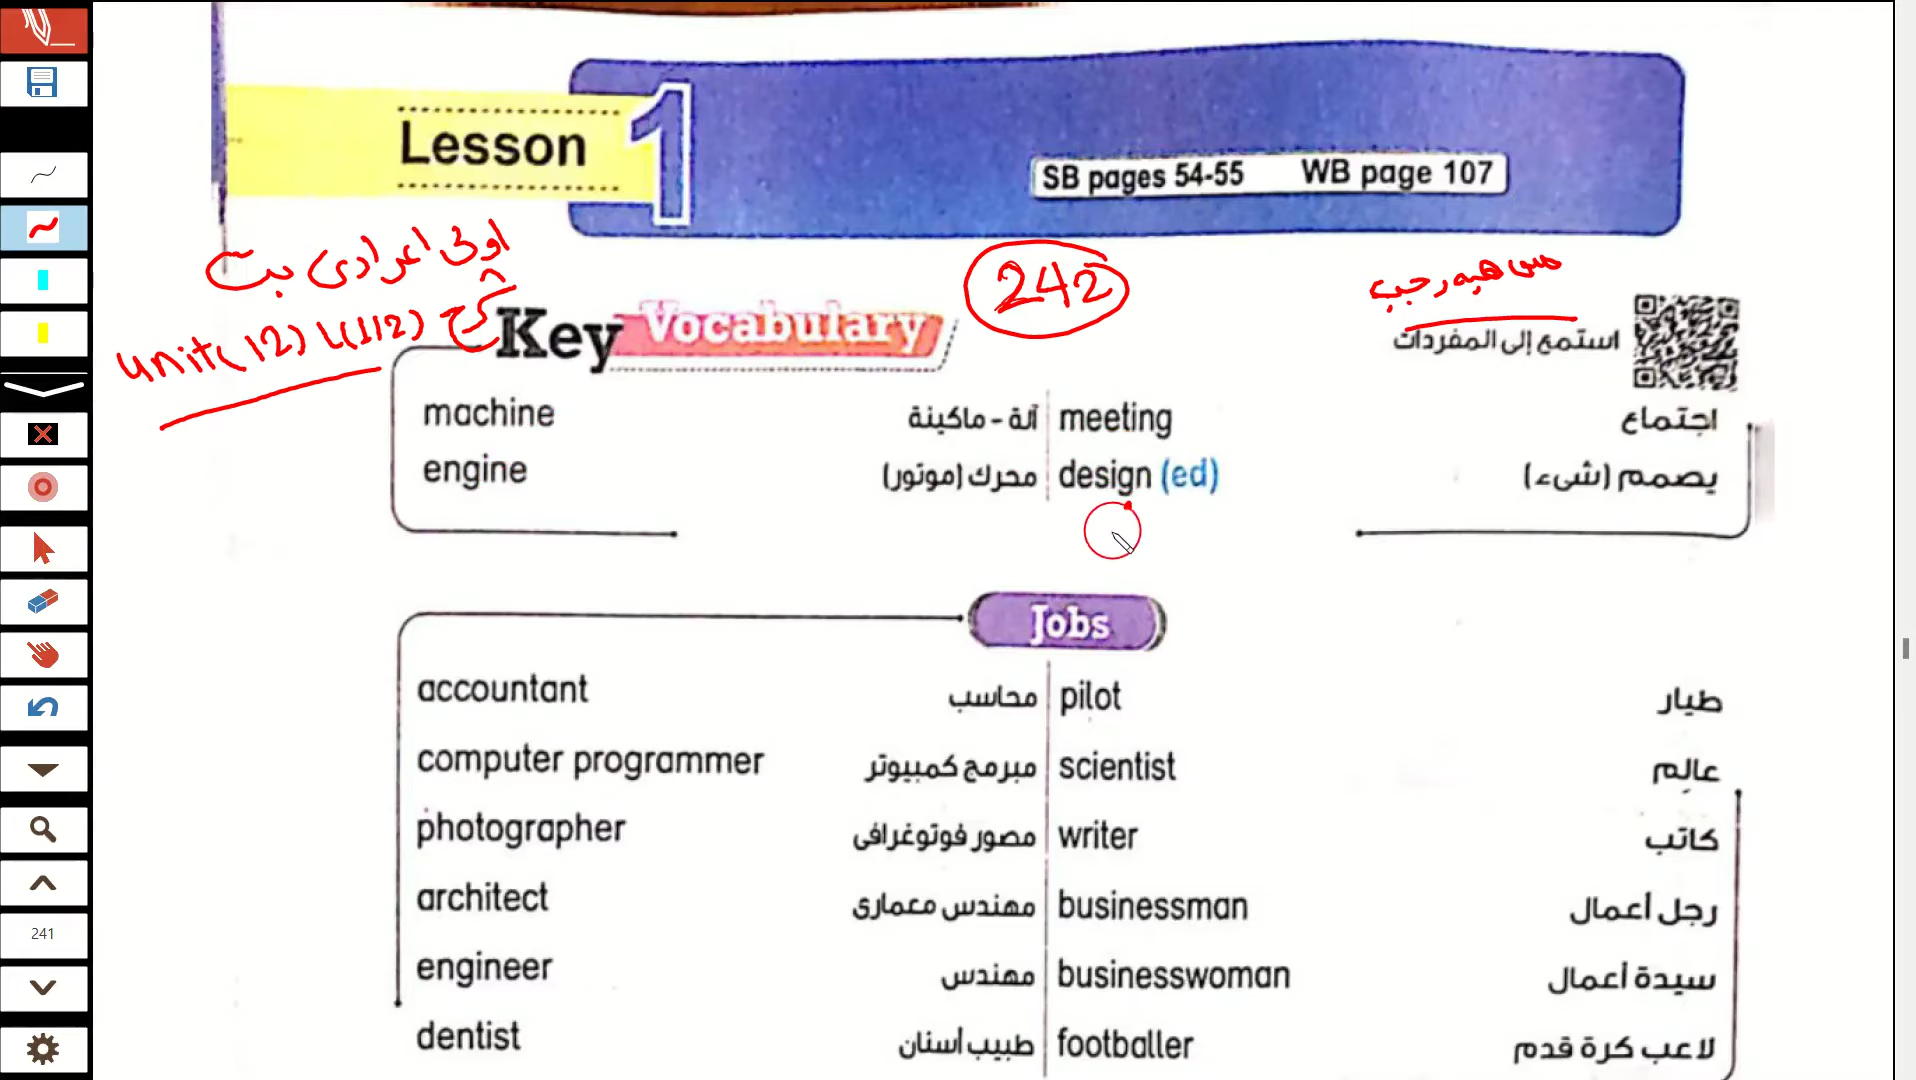 Lesson 1
SB pages 54-55 WB page 107
اولى اعدادى ميت
242
مس هبه رجب
شرح
unit(12) L(1,2)
Key Vocabulary
استمع إلى المفردات
machine آلة - ماكينة meeting اجتماع
engine محرك (موتور) design (ed) يصمم (شىء)
Jobs
accountant محاسب pilot طيار
computer programmer مبرمج كمبيوتر scientist عالِم
photographer مصور فوتوغرافى writer كاتب
architect مهندس معمارى businessman رجل أعمال
engineer مهندس businesswoman سيدة أعمال
dentist طبيب أسنان footballer لاعب كرة قدم
241